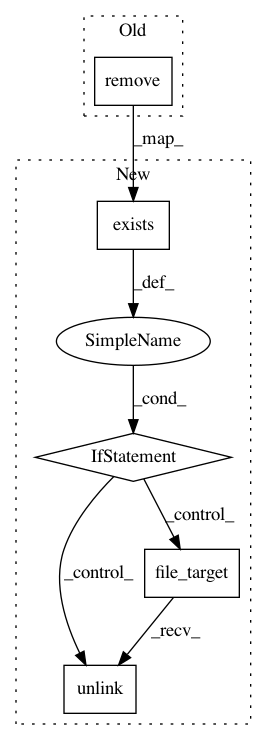 Old
remove
_map_
New
exists
_def_
SimpleName
_cond_
IfStatement
_control_
_control_
file_target
_recv_
unlink